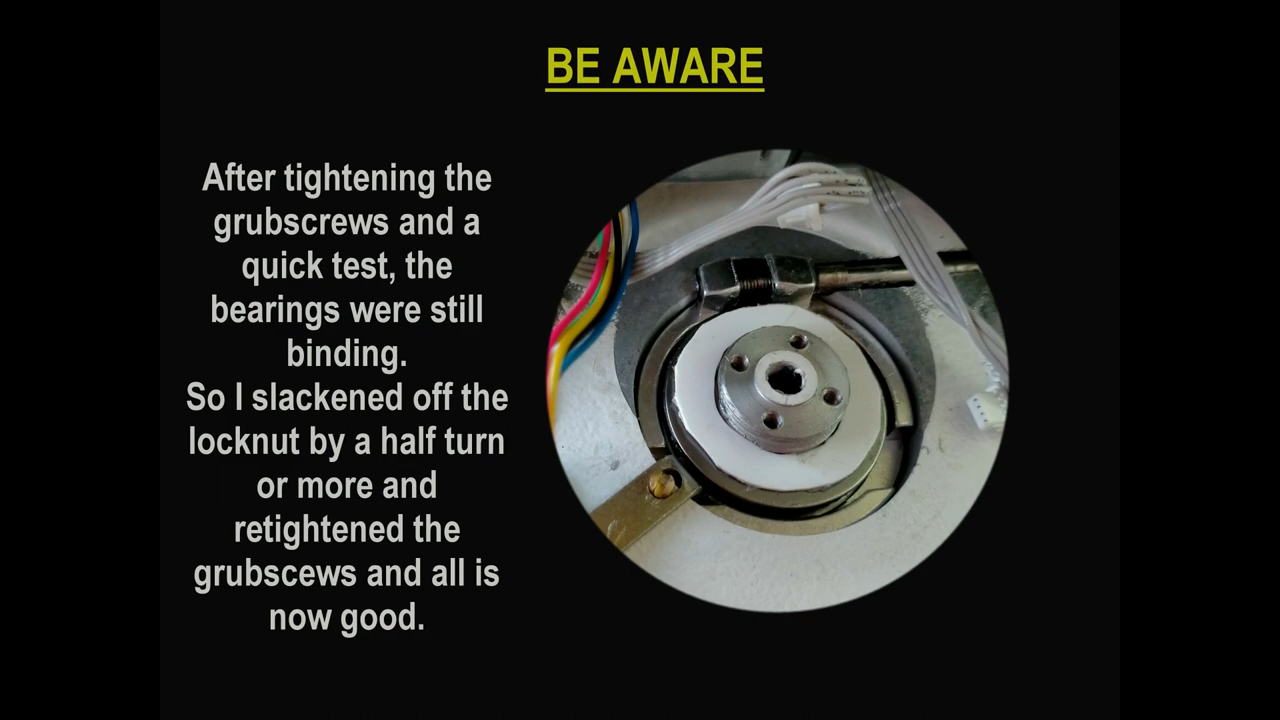 BE AWARE
After tightening the
grubscrews and a
quick test, the
bearings were still
binding.
So I slackened off the
locknut by a half turn
or more and
retightened the
grubscews and all is
now good.